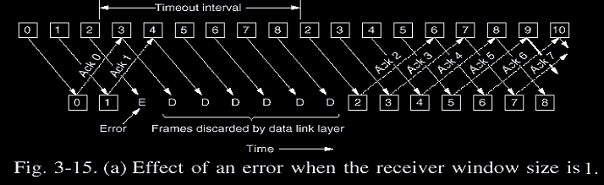 Timeout interval
0 1 2 3 4 5 6 7 8 2 3 4 5 6 7 8 9 10
Ack 0 Ack 1 Ack 2 Ack 3 Ack 4 Ack 5 Ack 6 Ack 7
0 1 E D D D D D D 2 3 4 5 6 7 8
Error Frames discarded by data link layer
Time
Fig. 3-15. (a) Effect of an error when the receiver window size is 1.